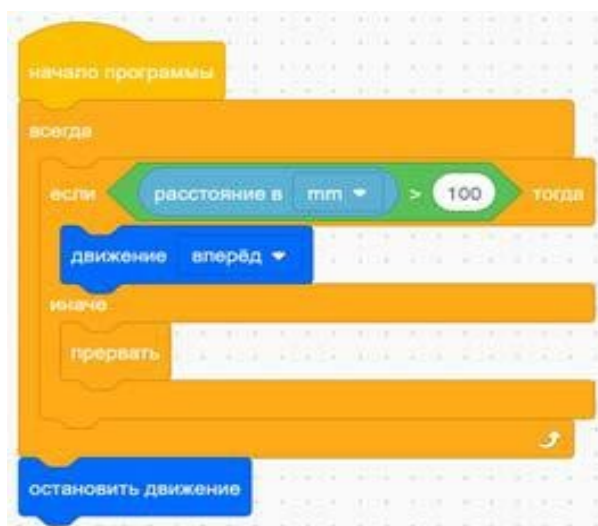 начало программы
всегда
если расстояние в mm > 100 тогда
движение вперёд
иначе
прервать
остановить движение